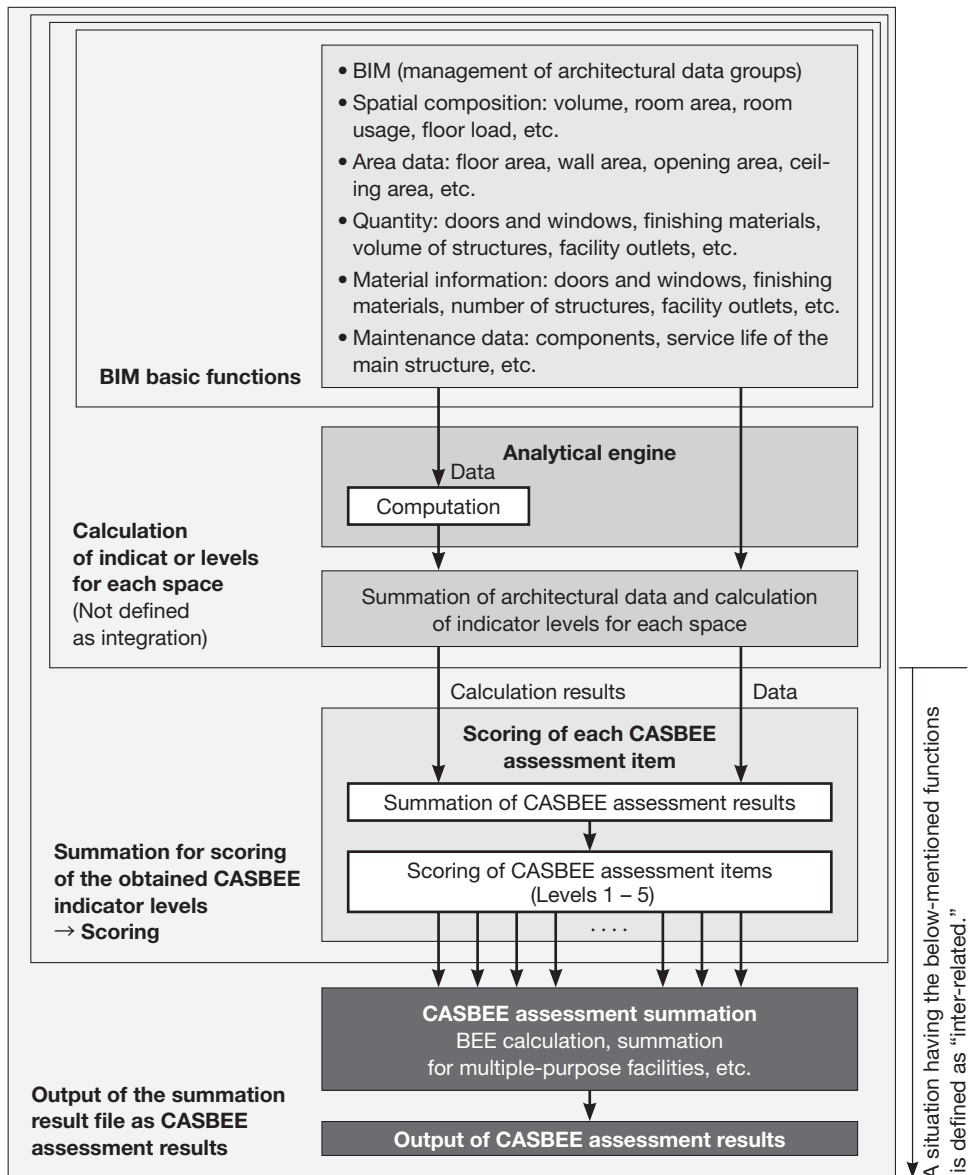 • BIM (management of architectural data groups)
• Spatial composition: volume, room area, room
usage, floor load, etc.
• Area data: floor area, wall area, opening area, ceil-
ing area, etc.
• Quantity: doors and windows, finishing materials,
volume of structures, facility outlets, etc.
• Material information: doors and windows, finishing
materials, number of structures, facility outlets, etc.
• Maintenance data: components, service life of the
main structure, etc.
BIM basic functions
Analytical engine
Data
Computation
Calculation
of indicat or levels
for each space
(Not defined
as integration)
Summation of architectural data and calculation
of indicator levels for each space
Calculation results
Data
Scoring of each CASBEE
assessment item
Summation of CASBEE assessment results
Scoring of CASBEE assessment items
(Levels 1 – 5)
. . . .
Summation for scoring
of the obtained CASBEE
indicator levels
→ Scoring
CASBEE assessment summation
BEE calculation, summation
for multiple-purpose facilities, etc.
Output of the summation
result file as CASBEE
assessment results
Output of CASBEE assessment results
A situation having the below-mentioned functions
is defined as “inter-related.”